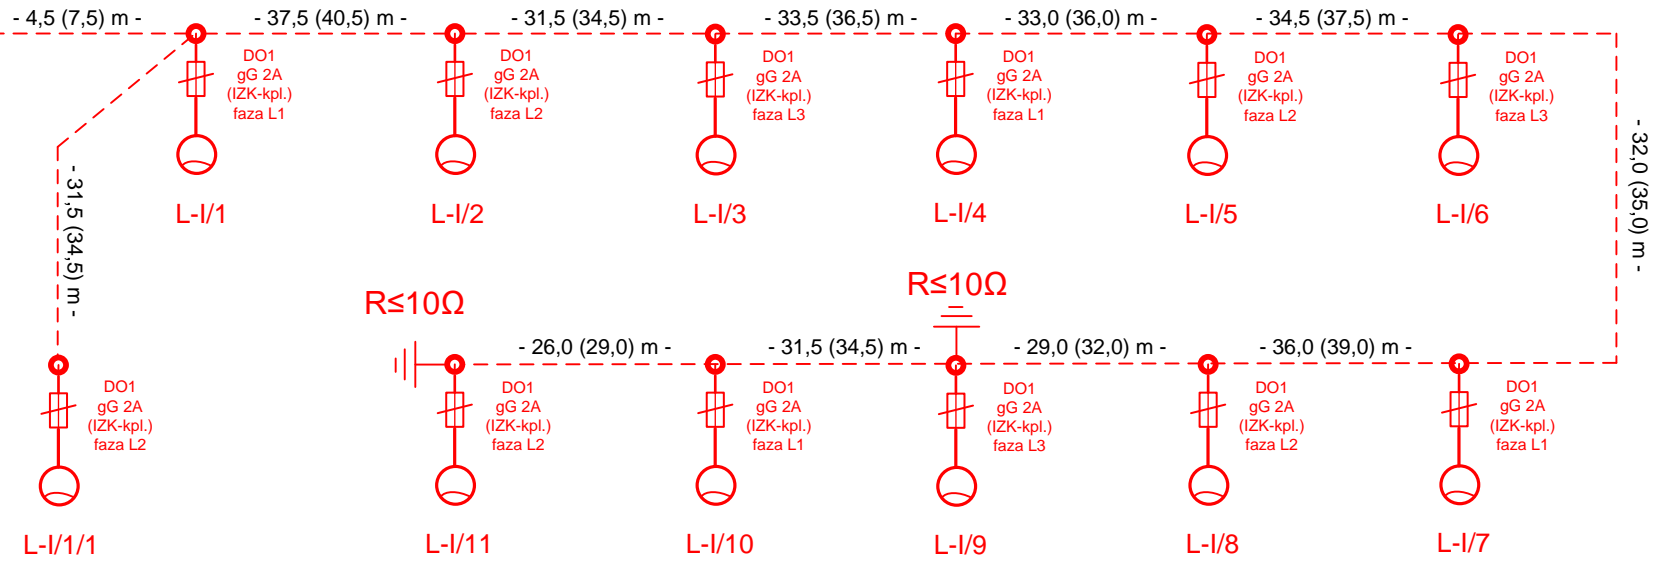 - 4,5 (7,5) m -
- 37,5 (40,5) m -
- 31,5 (34,5) m -
- 33,5 (36,5) m -
- 33,0 (36,0) m -
- 34,5 (37,5) m -
DO1
gG 2A
(IZK-kpl.)
faza L1
DO1
gG 2A
(IZK-kpl.)
faza L2
DO1
gG 2A
(IZK-kpl.)
faza L3
DO1
gG 2A
(IZK-kpl.)
faza L1
DO1
gG 2A
(IZK-kpl.)
faza L2
DO1
gG 2A
(IZK-kpl.)
faza L3
L-I/1
L-I/2
L-I/3
L-I/4
L-I/5
L-I/6
- 31,5 (34,5) m -
- 32,0 (35,0) m -
R≤10Ω
R≤10Ω
- 26,0 (29,0) m -
- 31,5 (34,5) m -
- 29,0 (32,0) m -
- 36,0 (39,0) m -
DO1
gG 2A
(IZK-kpl.)
faza L2
DO1
gG 2A
(IZK-kpl.)
faza L2
DO1
gG 2A
(IZK-kpl.)
faza L1
DO1
gG 2A
(IZK-kpl.)
faza L3
DO1
gG 2A
(IZK-kpl.)
faza L2
DO1
gG 2A
(IZK-kpl.)
faza L1
L-I/1/1
L-I/11
L-I/10
L-I/9
L-I/8
L-I/7